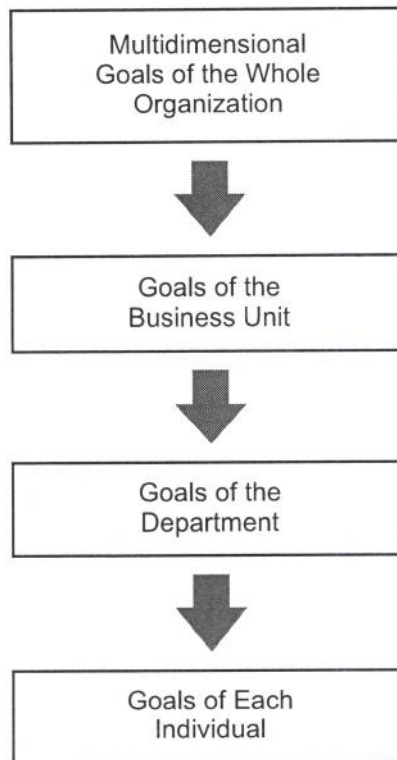 Multidimensional
Goals of the Whole
Organization
Goals of the
Business Unit
Goals of the
Department
Goals of Each
Individual